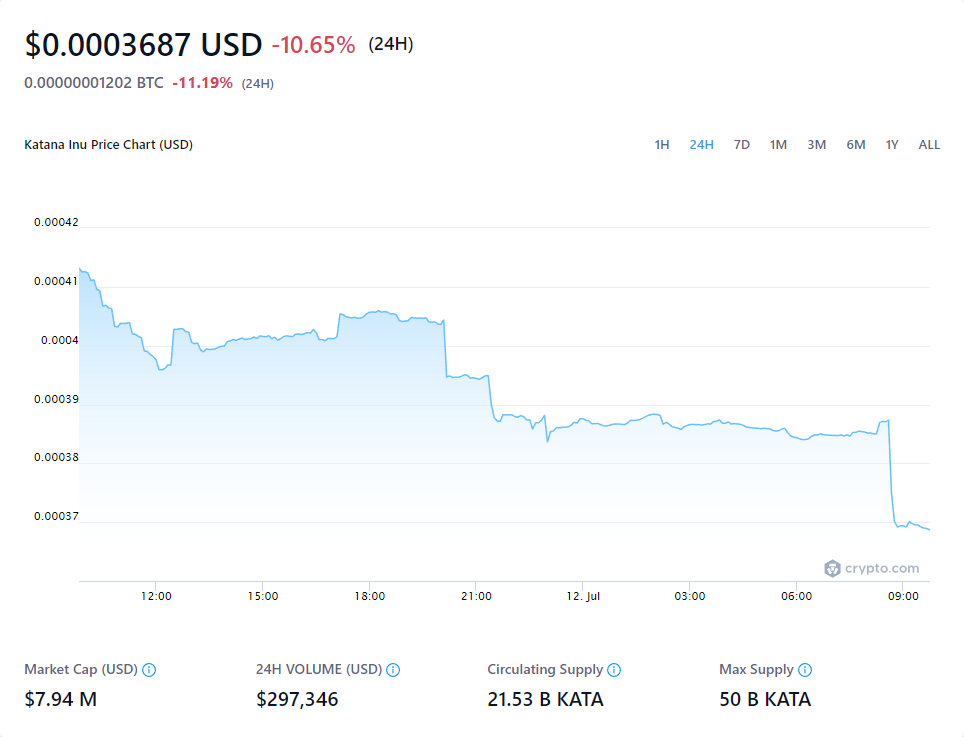 $0.0003687 USD -10.65% (24H)
0.00000001202 BTC -11.19% (24H)
Katana Inu Price Chart (USD) 1H 24H 7D 1M 3M 6M 1Y ALL
0.00042
0.00041
0.0004
0.00039
0.00038
0.00037
crypto.com
12:00 15:00 18:00 21:00 12. Jul 03:00 06:00 09:00
Market Cap (USD) 24H VOLUME (USD) Circulating Supply Max Supply
$7.94 M $297,346 21.53 B KATA 50 B KATA